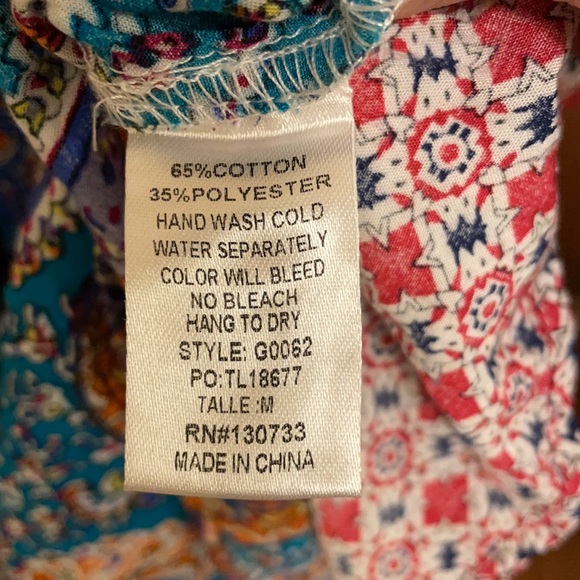 65%COTTON
35%POLYESTER
HAND WASH COLD
WATER SEPARATELY
COLOR WILL BLEED
NO BLEACH
HANG TO DRY
STYLE: G0062
PO:TL18677
TALLE :M
RN#130733
MADE IN CHINA